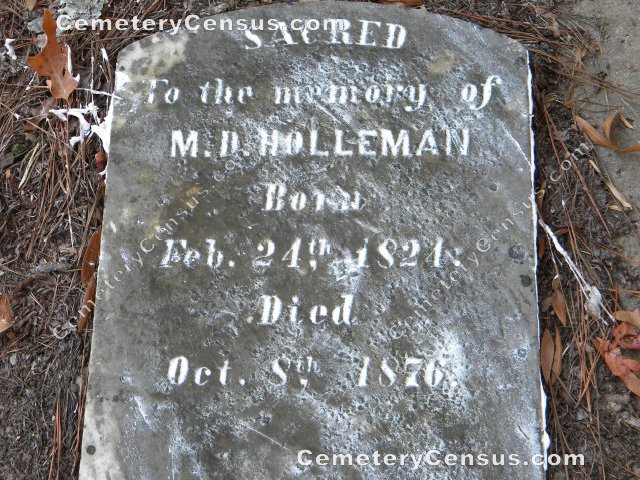 CemeteryCensus.com
SACRED
To the memory of
M. D. HOLLEMAN
Born
Feb. 24th, 1824;
Died
Oct. 8th, 1876.
CemeteryCensus.com